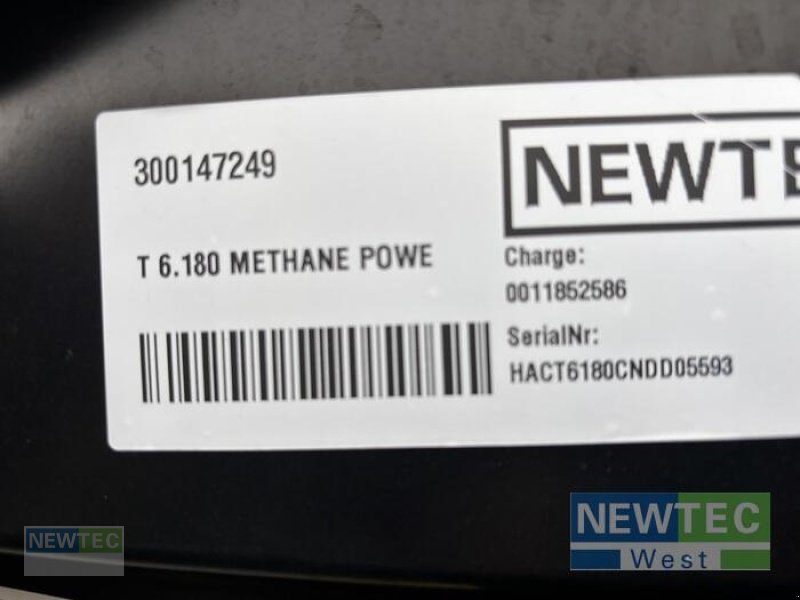 300147249
NEWTE
T 6.180 METHANE POWE
Charge:
0011852586
SerialNr:
HACT6180CNDD05593
NEWTEC
NEWTEC
West